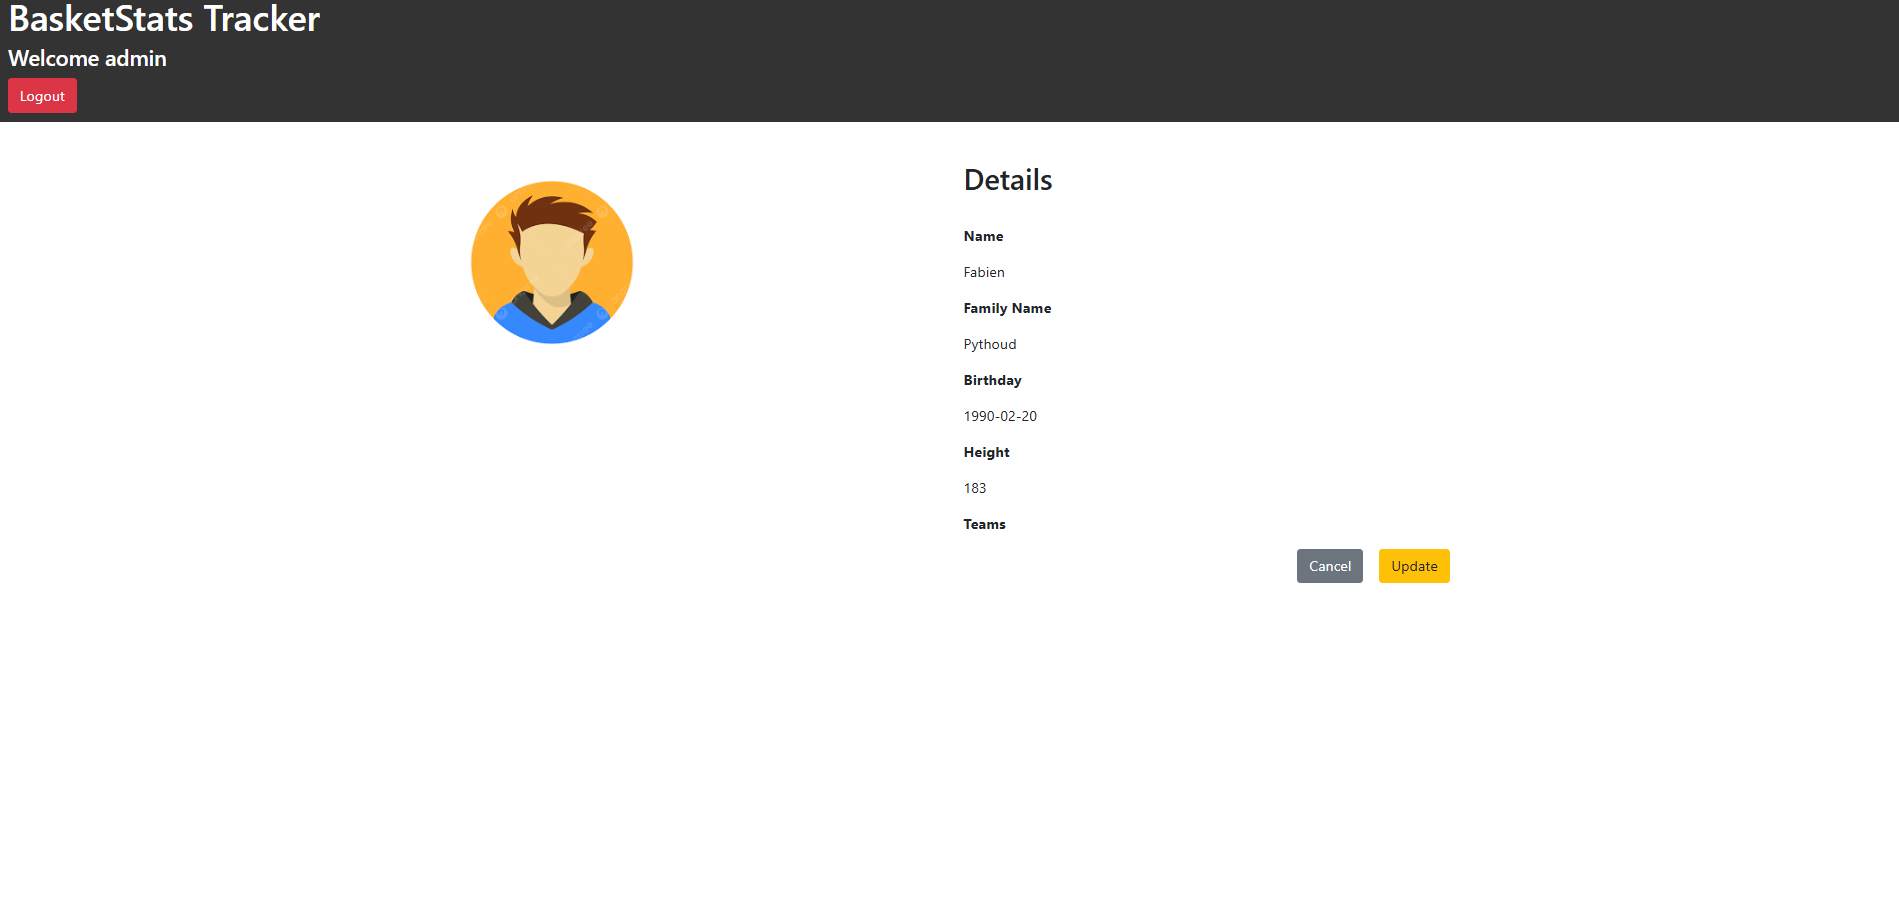 BasketStats Tracker
Welcome admin
Logout
Details
Name
Fabien
Family Name
Pythoud
Birthday
1990-02-20
Height
183
Teams
Cancel Update